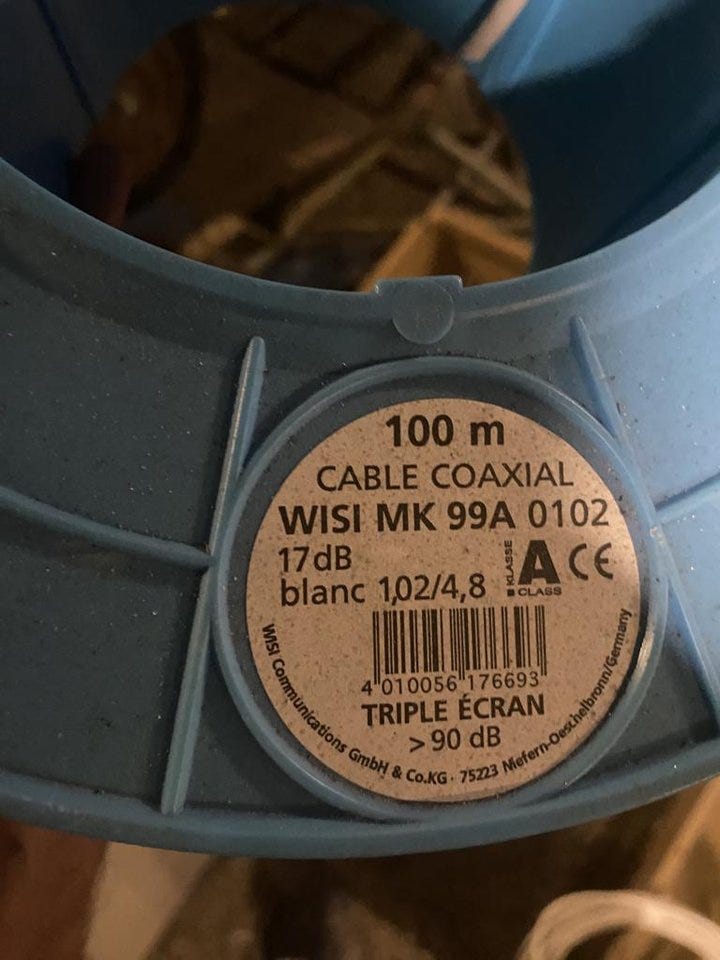 100 m
CABLE COAXIAL
WISI MK 99A 0102
17dB
blanc 1,02/4,8
KLASSE
A
CLASS
CE
4 010056 176693
TRIPLE ÉCRAN
>90 dB
WISI Communications GmbH & Co.KG · 75223 Niefern-Oeschelbronn/Germany